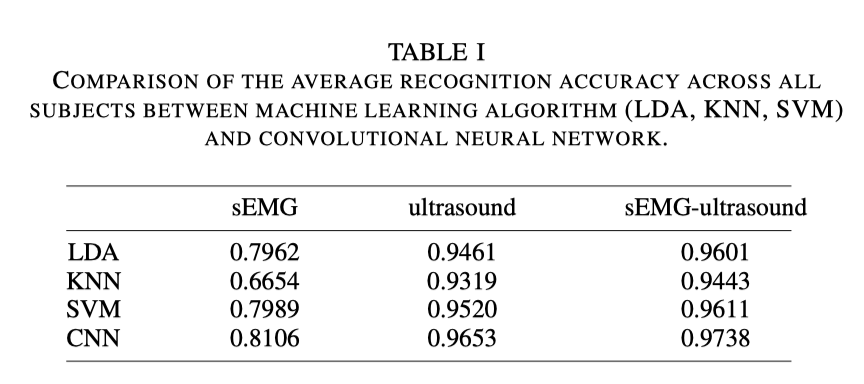 TABLE I
COMPARISON OF THE AVERAGE RECOGNITION ACCURACY ACROSS ALL
SUBJECTS BETWEEN MACHINE LEARNING ALGORITHM (LDA, KNN, SVM)
AND CONVOLUTIONAL NEURAL NETWORK.
sEMG ultrasound sEMG-ultrasound
LDA 0.7962 0.9461 0.9601
KNN 0.6654 0.9319 0.9443
SVM 0.7989 0.9520 0.9611
CNN 0.8106 0.9653 0.9738